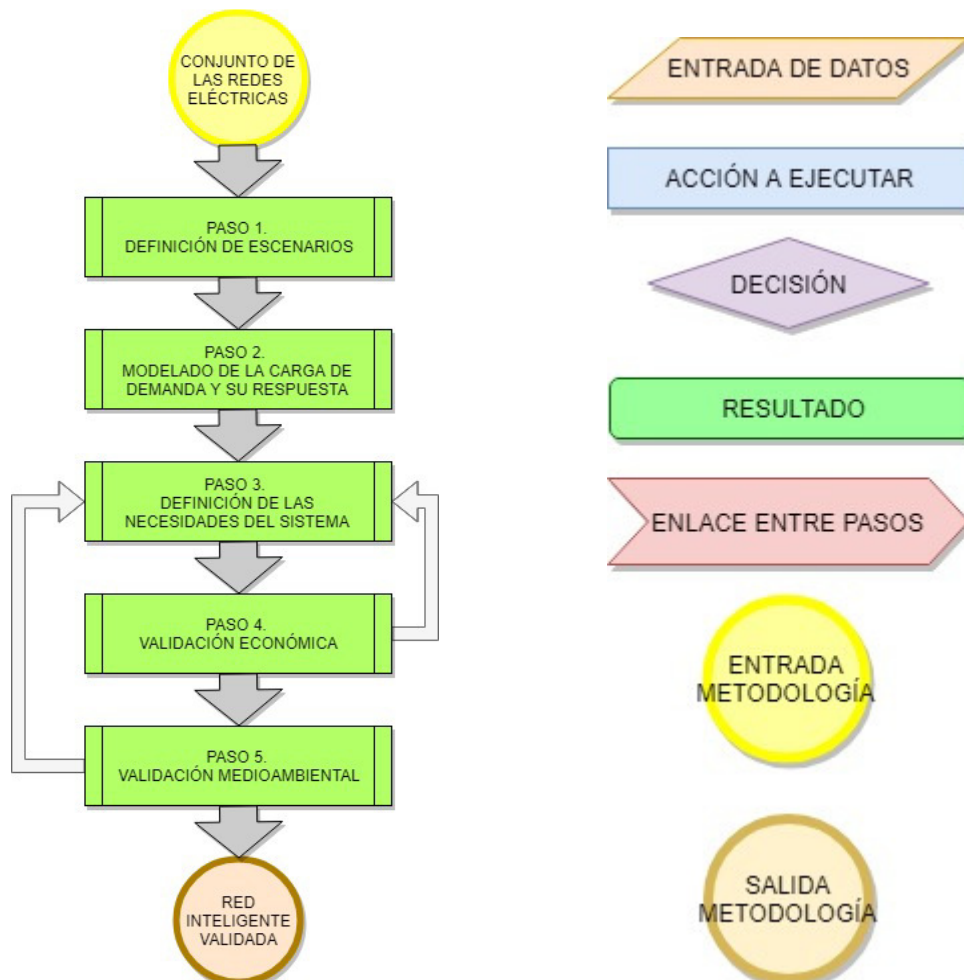 CONJUNTO DE
LAS REDES
ELÉCTRICAS
PASO 1.
DEFINICIÓN DE ESCENARIOS
PASO 2.
MODELADO DE LA CARGA DE
DEMANDA Y SU RESPUESTA
PASO 3.
DEFINICIÓN DE LAS
NECESIDADES DEL SISTEMA
PASO 4.
VALIDACIÓN ECONÓMICA
PASO 5.
VALIDACIÓN MEDIOAMBIENTAL
RED
INTELIGENTE
VALIDADA
ENTRADA DE DATOS
ACCIÓN A EJECUTAR
DECISIÓN
RESULTADO
ENLACE ENTRE PASOS
ENTRADA
METODOLOGÍA
SALIDA
METODOLOGÍA